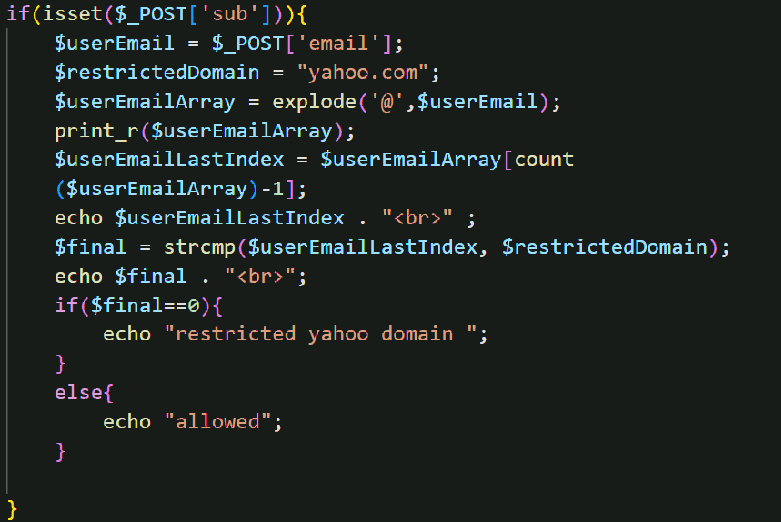 if(isset($_POST['sub'])){
    $userEmail = $_POST['email'];
    $restrictedDomain = "yahoo.com";
    $userEmailArray = explode('@',$userEmail);
    print_r($userEmailArray);
    $userEmailLastIndex = $userEmailArray[count
    ($userEmailArray)-1];
    echo $userEmailLastIndex . "<br>" ;
    $final = strcmp($userEmailLastIndex, $restrictedDomain);
    echo $final . "<br>";
    if($final==0){
        echo "restricted yahoo domain ";
    }
    else{
        echo "allowed";
    }
}